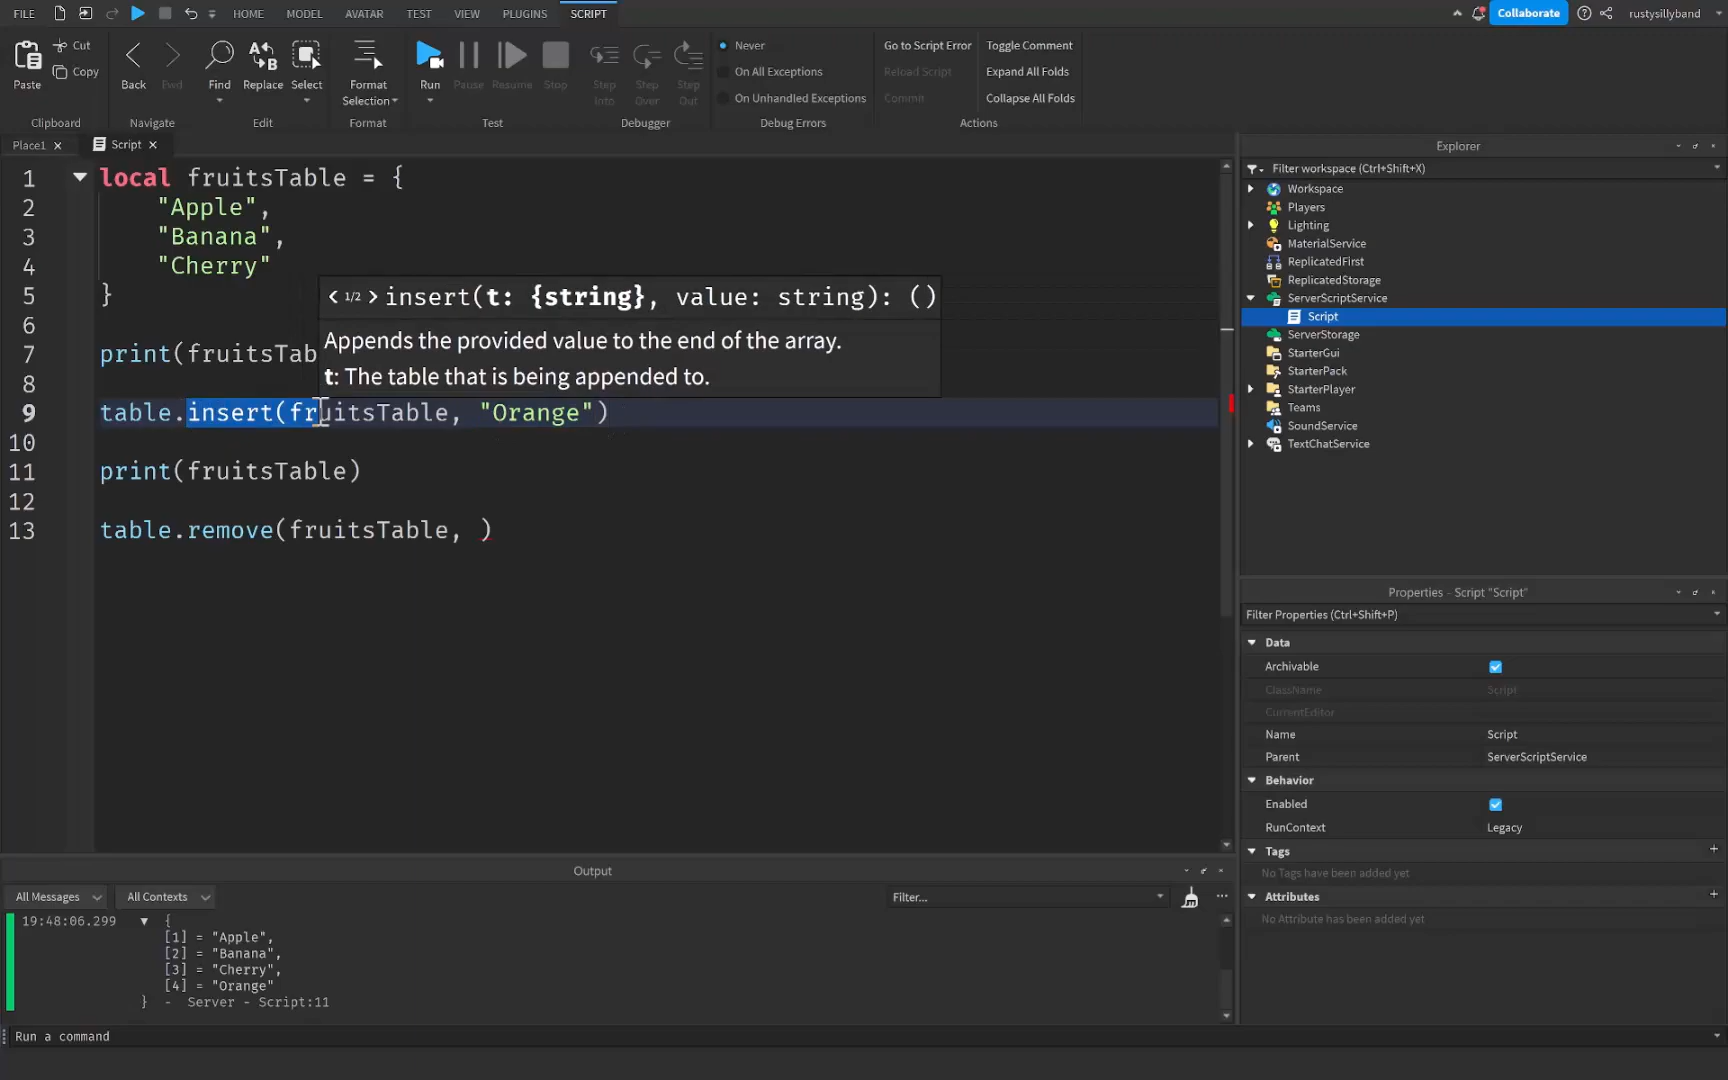 FILE HOME MODEL AVATAR TEST VIEW PLUGINS SCRIPT Collaborate rustysillyband
Cut Never Go to Script Error Toggle Comment
Copy On All Exceptions Reload Script Expand All Folds
Paste Back Fwd Find Replace Select Format Selection Run Pause Resume Stop Step Into Step Over Step Out On Unhandled Exceptions Commit Collapse All Folds
Clipboard Navigate Edit Format Test Debugger Debug Errors Actions
Place1 Script
1 local fruitsTable = {
2 "Apple",
3 "Banana",
4 "Cherry"
5 }
6
7 print(fruitsTab
8
9 table.insert(fruitsTable, "Orange")
10
11 print(fruitsTable)
12
13 table.remove(fruitsTable, )
< 1/2 > insert(t: {string}, value: string): ()
Appends the provided value to the end of the array.
t: The table that is being appended to.
Explorer
Filter workspace (Ctrl+Shift+X)
Workspace
Players
Lighting
MaterialService
ReplicatedFirst
ReplicatedStorage
ServerScriptService
Script
ServerStorage
StarterGui
StarterPack
StarterPlayer
Teams
SoundService
TextChatService
Properties - Script "Script"
Filter Properties (Ctrl+Shift+P)
Data
Archivable
ClassName Script
CurrentEditor
Name Script
Parent ServerScriptService
Behavior
Enabled
RunContext Legacy
Tags +
No Tags have been added yet
Attributes +
No Attribute has been added yet
Output
All Messages All Contexts Filter...
19:48:06.299 {
[1] = "Apple",
[2] = "Banana",
[3] = "Cherry",
[4] = "Orange"
} - Server - Script:11
Run a command